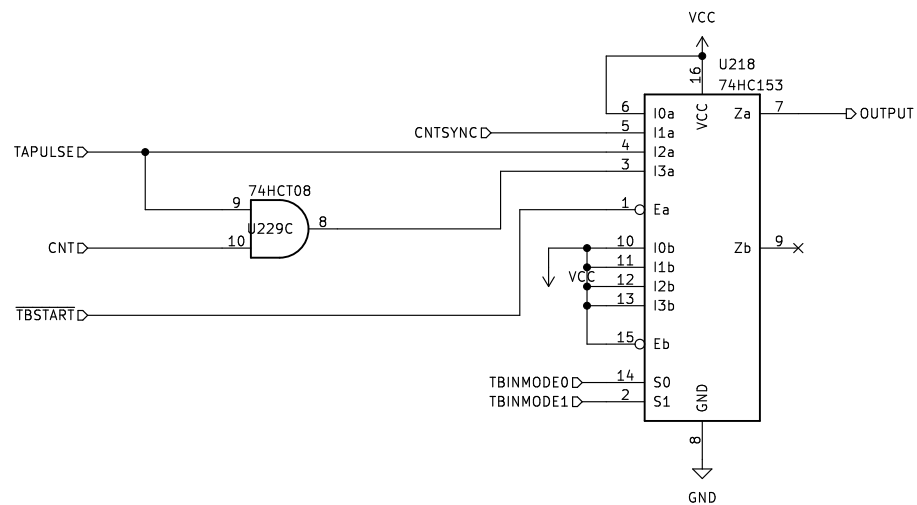 VCC
U218
16
74HC153
6
I0a
VCC
Za
7
OUTPUT
CNTSYNC
5
I1a
TAPULSE
4
I2a
3
I3a
74HCT08
9
U229C
8
1
Ea
CNT
10
10
I0b
Zb
9
11
I1b
VCC
12
I2b
13
I3b
TBSTART
15
Eb
TBINMODE0
14
S0
TBINMODE1
2
S1
GND
8
GND